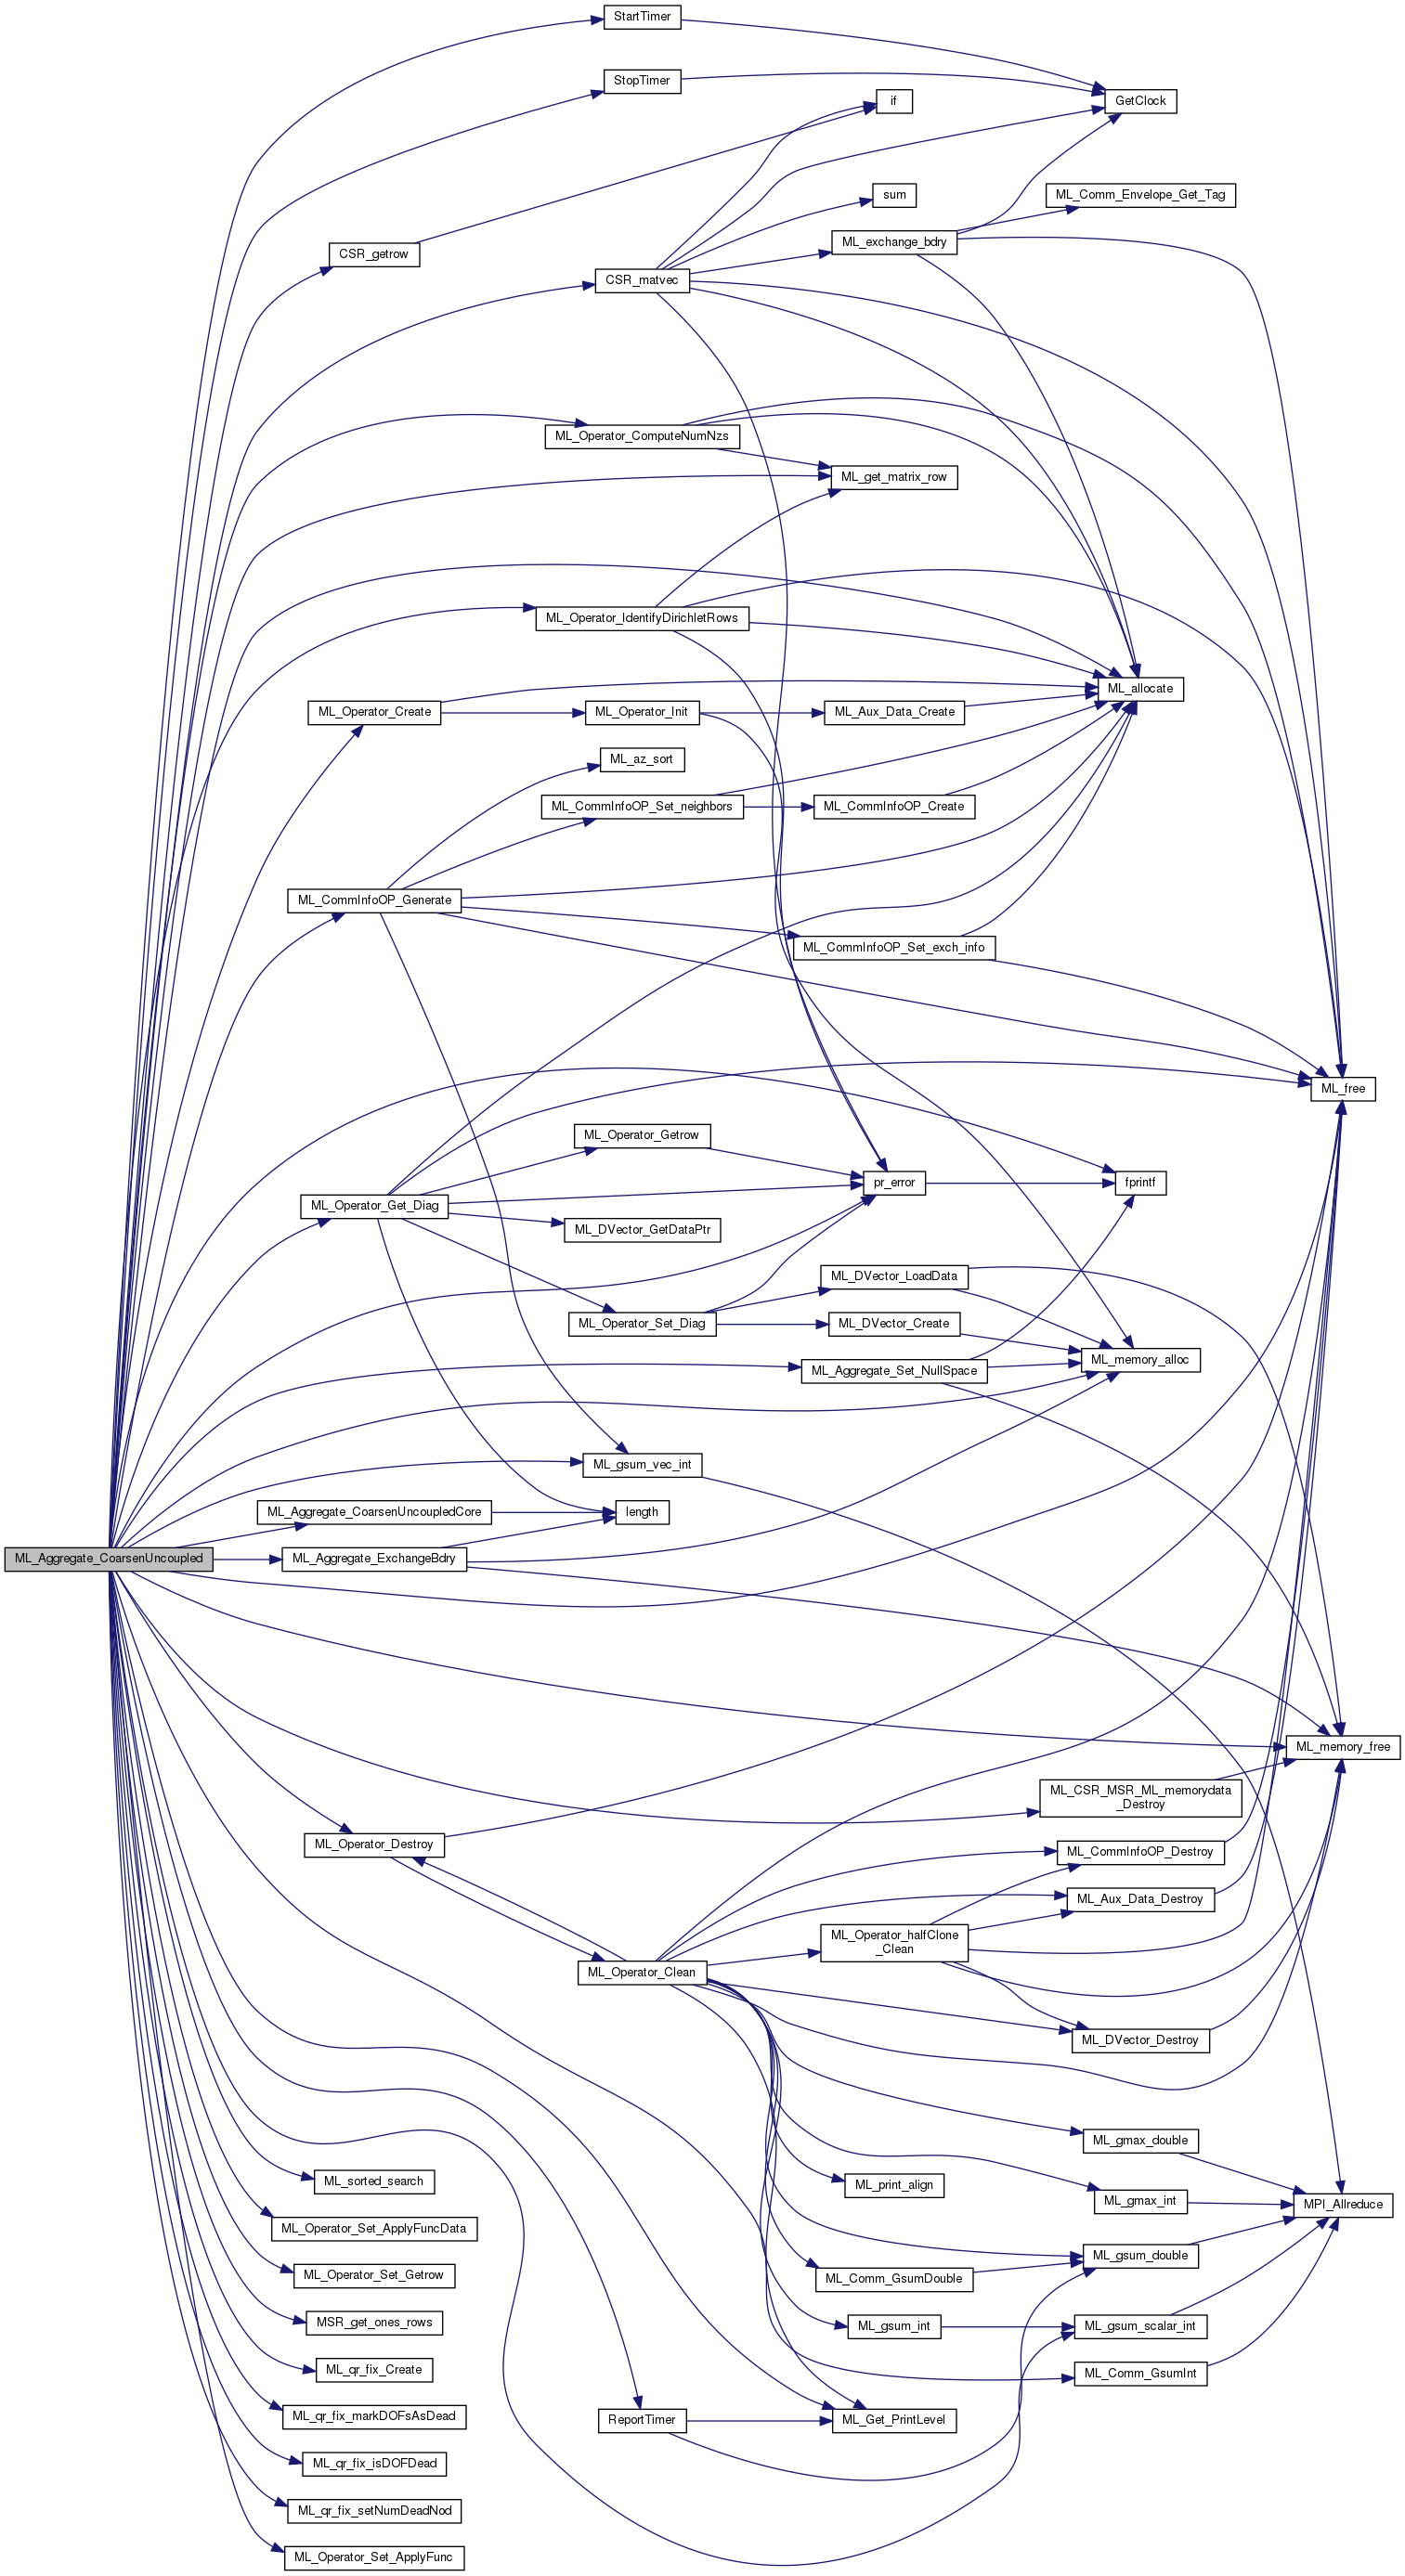 StartTimer
StopTimer
GetClock
if
ML_Comm_Envelope_Get_Tag
sum
ML_exchange_bdry
CSR_getrow
CSR_matvec
ML_Operator_ComputeNumNzs
ML_get_matrix_row
ML_Operator_IdentifyDirichletRows
ML_allocate
ML_Operator_Create
ML_Operator_Init
ML_Aux_Data_Create
ML_az_sort
ML_CommInfoOP_Set_neighbors
ML_CommInfoOP_Create
ML_CommInfoOP_Generate
ML_CommInfoOP_Set_exch_info
ML_free
ML_Operator_Getrow
pr_error
fprintf
ML_Operator_Get_Diag
ML_DVector_GetDataPtr
ML_DVector_LoadData
ML_Operator_Set_Diag
ML_DVector_Create
ML_memory_alloc
ML_Aggregate_Set_NullSpace
ML_gsum_vec_int
ML_Aggregate_CoarsenUncoupledCore
length
ML_Aggregate_CoarsenUncoupled
ML_Aggregate_ExchangeBdry
ML_memory_free
ML_CSR_MSR_ML_memorydata
_Destroy
ML_Operator_Destroy
ML_CommInfoOP_Destroy
ML_Aux_Data_Destroy
ML_Operator_halfClone
_Clean
ML_Operator_Clean
ML_DVector_Destroy
ML_gmax_double
ML_sorted_search
ML_print_align
ML_gmax_int
MPI_Allreduce
ML_Operator_Set_ApplyFuncData
ML_gsum_double
ML_Operator_Set_Getrow
ML_Comm_GsumDouble
MSR_get_ones_rows
ML_gsum_int
ML_gsum_scalar_int
ML_qr_fix_Create
ML_Comm_GsumInt
ML_qr_fix_markDOFsAsDead
ReportTimer
ML_Get_PrintLevel
ML_qr_fix_isDOFDead
ML_qr_fix_setNumDeadNod
ML_Operator_Set_ApplyFunc